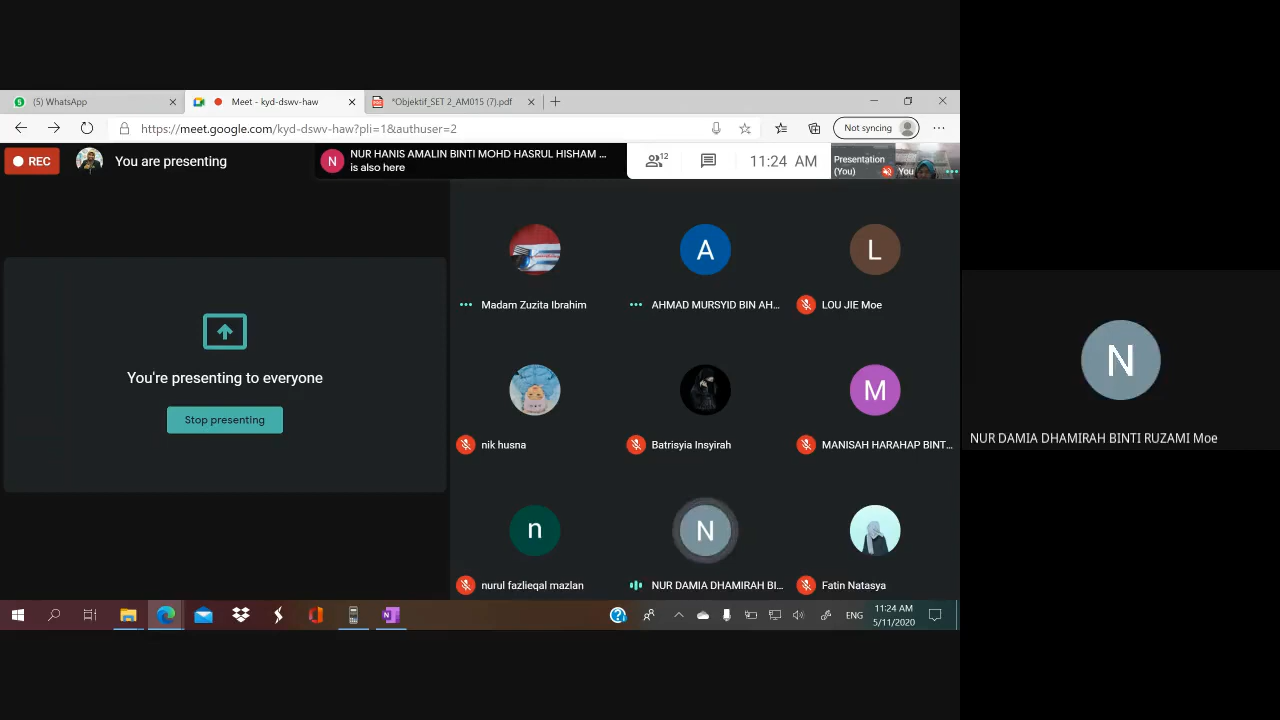 (5) WhatsApp
Meet - kyd-dswv-haw
*Objektif_SET 2_AM015 (7).pdf
https://meet.google.com/kyd-dswv-haw?pli=1&authuser=2
Not syncing
REC
You are presenting
N
NUR HANIS AMALIN BINTI MOHD HASRUL HISHAM ...
is also here
12
11:24 AM
Presentation
(You)
You
You're presenting to everyone
Stop presenting
Madam Zuzita Ibrahim
A
AHMAD MURSYID BIN AH...
L
LOU JIE Moe
nik husna
Batrisyia Insyirah
M
MANISAH HARAHAP BINT...
n
nurul fazlieqal mazlan
N
NUR DAMIA DHAMIRAH BI...
Fatin Natasya
N
NUR DAMIA DHAMIRAH BINTI RUZAMI Moe
ENG
11:24 AM
5/11/2020